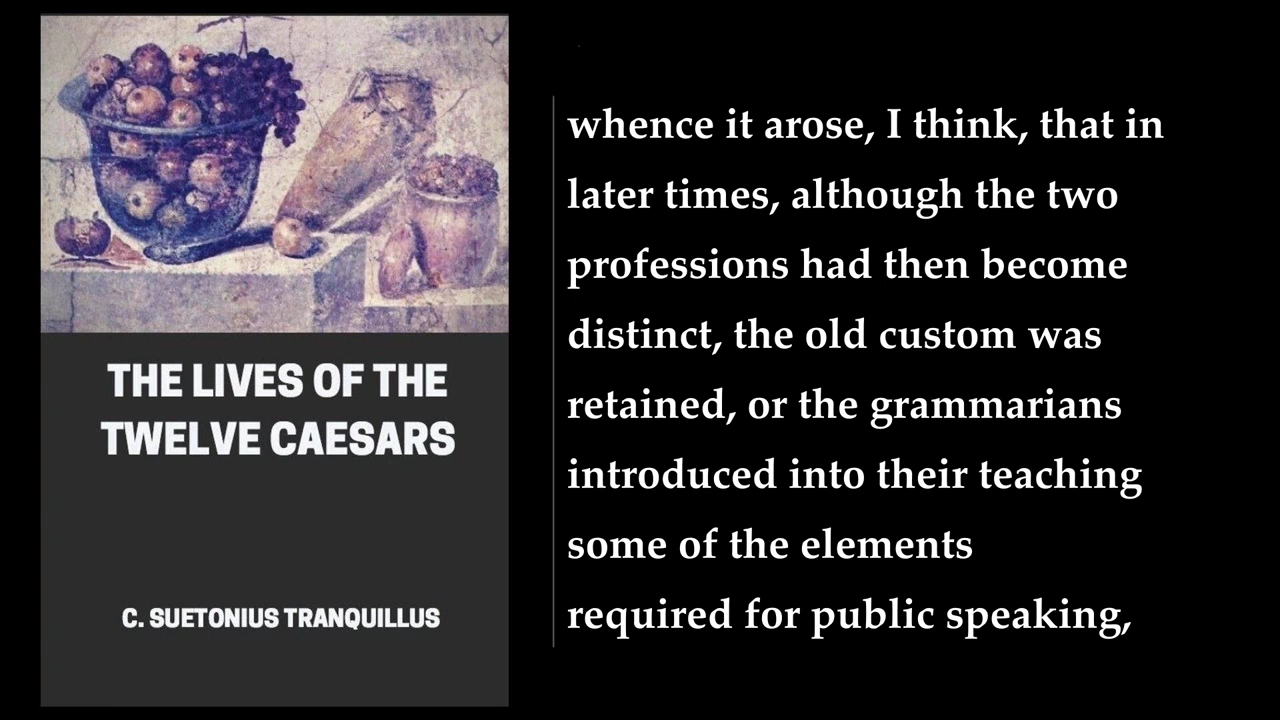 THE LIVES OF THE
TWELVE CAESARS
C. SUETONIUS TRANQUILLUS
whence it arose, I think, that in
later times, although the two
professions had then become
distinct, the old custom was
retained, or the grammarians
introduced into their teaching
some of the elements
required for public speaking,